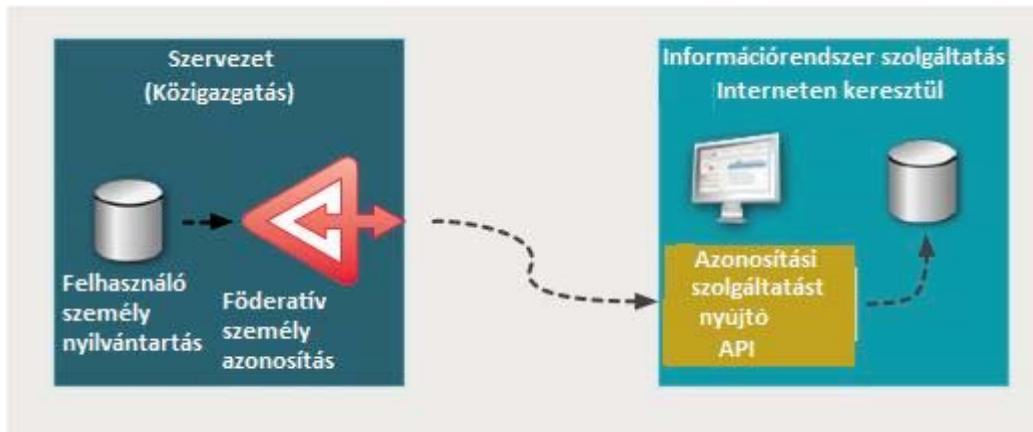 Szervezet
(Közigazgatás)
Felhasználó
személy
nyilvántartás
Föderatív
személy
azonosítás
Információrendszer szolgáltatás
Interneten keresztül
Azonosítási
szolgáltatást
nyújtó
API